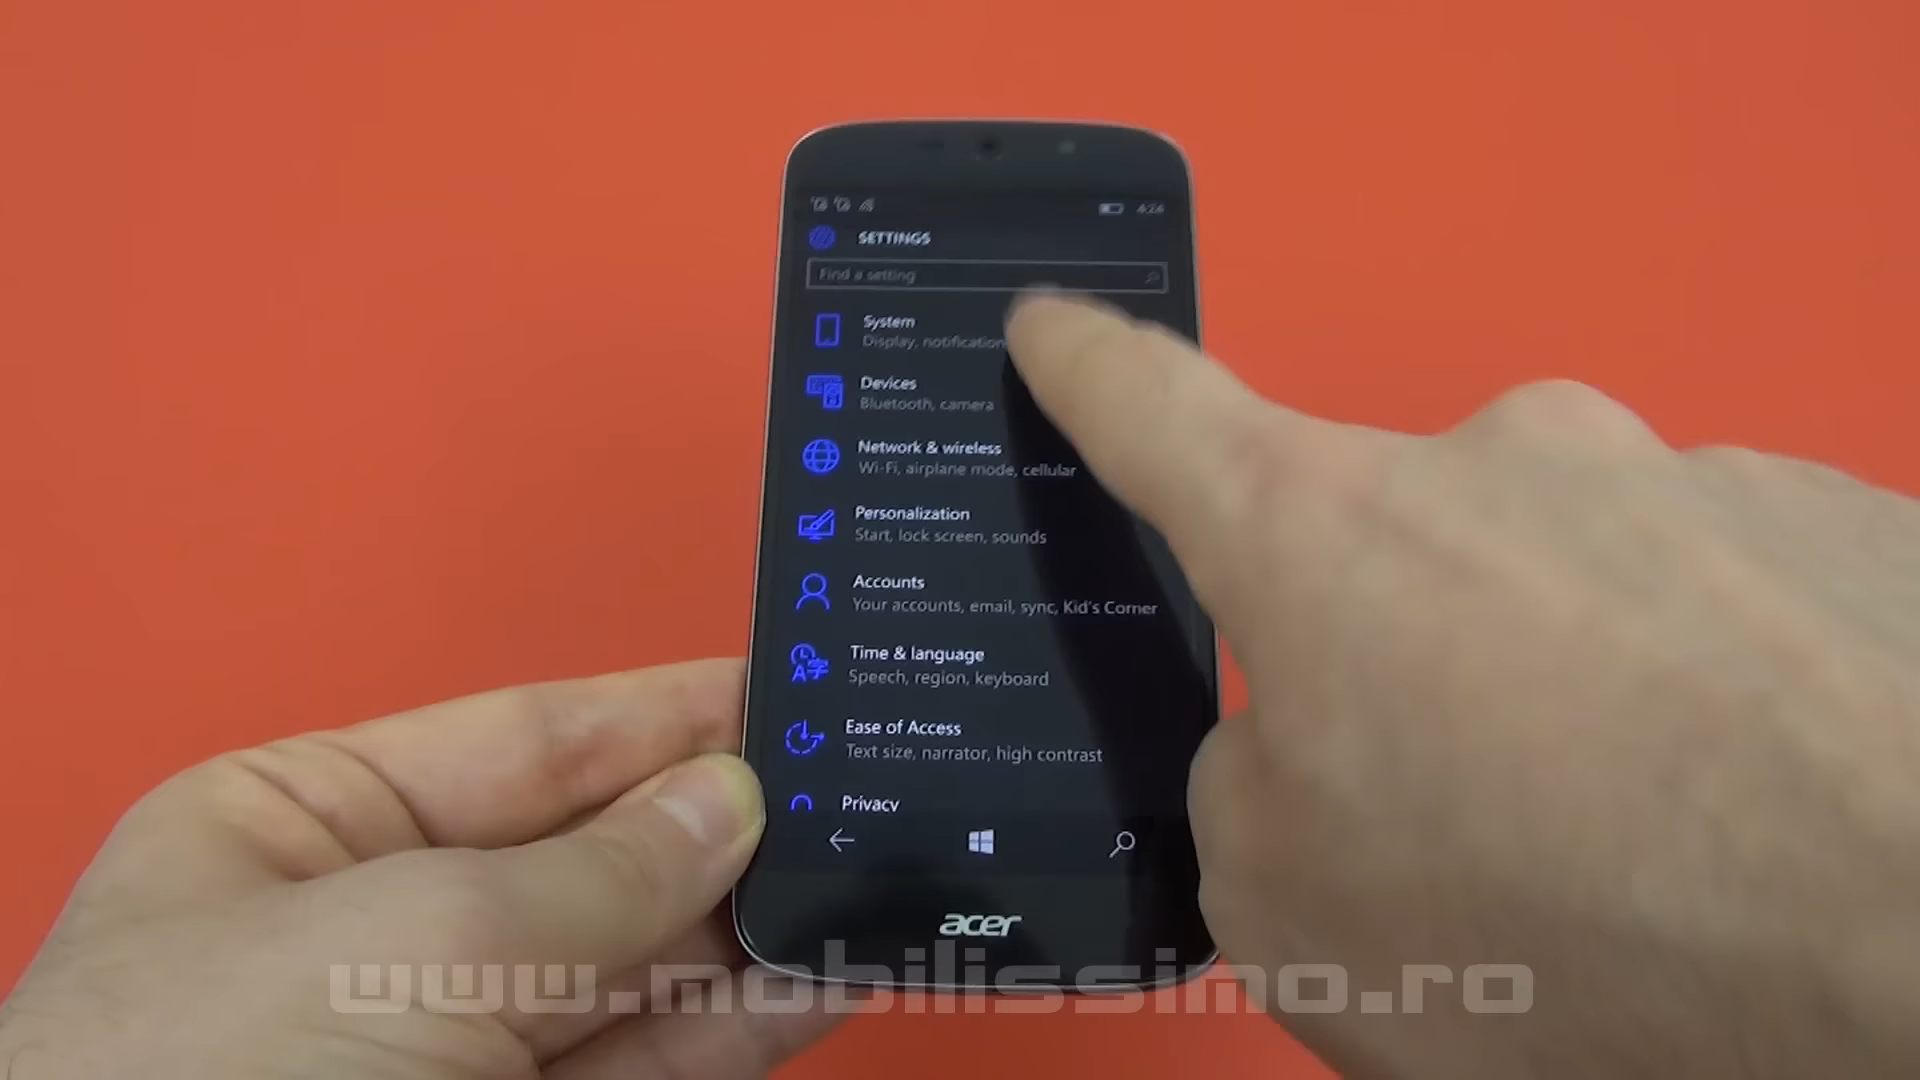 4:24
SETTINGS
Find a setting
System
Display, notification
Devices
Bluetooth, camera
Network & wireless
Wi-Fi, airplane mode, cellular
Personalization
Start, lock screen, sounds
Accounts
Your accounts, email, sync, Kid's Corner
Time & language
Speech, region, keyboard
Ease of Access
Text size, narrator, high contrast
Privacy
acer
www.mobilissimo.ro